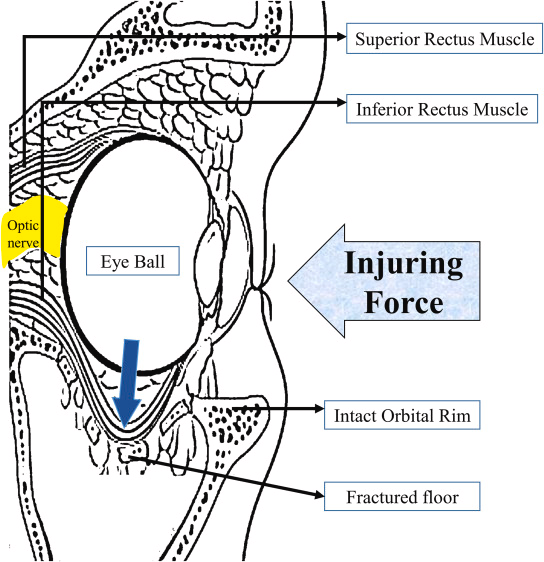 Superior Rectus Muscle
Inferior Rectus Muscle
Optic
nerve
Eye Ball
Injuring
Force
Intact Orbital Rim
Fractured floor